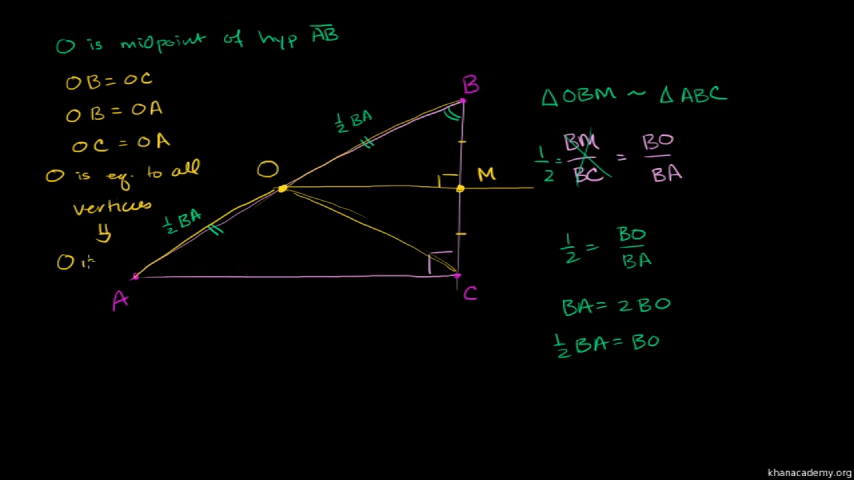 O is midpoint of hyp AB
OB = OC
OB = OA
OC = OA
O is eq. to all
vertices
⇓
O i
1/2 BA
1/2 BA
O
B
M
A
C
△OBM ~ △ABC
1/2 = BM/BC = BO/BA
1/2 = BO/BA
BA = 2BO
1/2 BA = BO
khanacademy.org